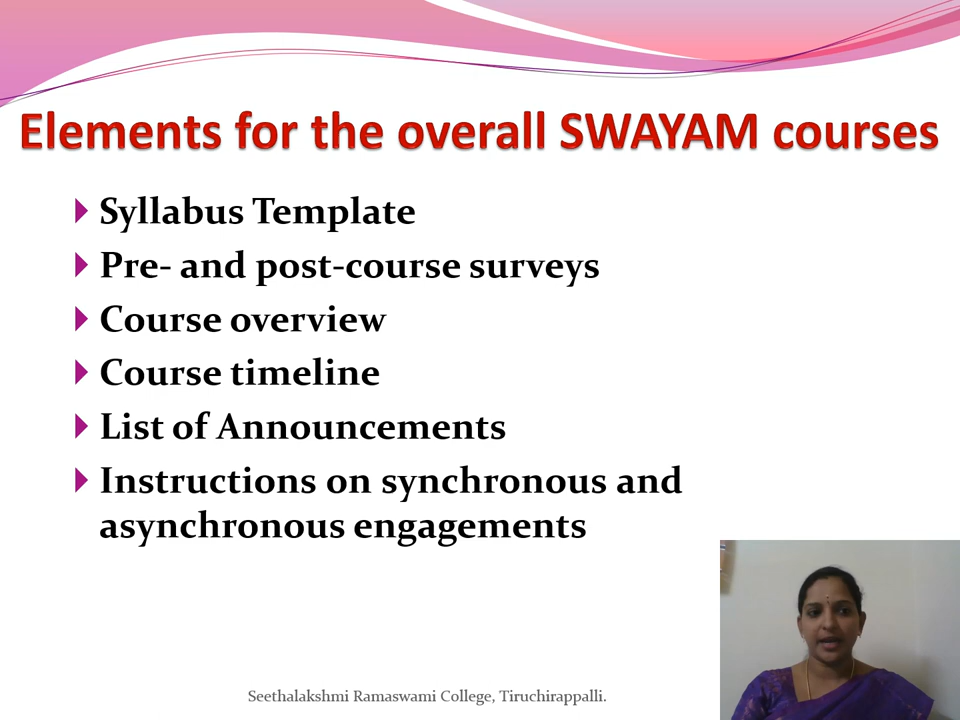 Elements for the overall SWAYAM courses
Syllabus Template
Pre- and post-course surveys
Course overview
Course timeline
List of Announcements
Instructions on synchronous and
asynchronous engagements
Seethalakshmi Ramaswami College, Tiruchirappalli.